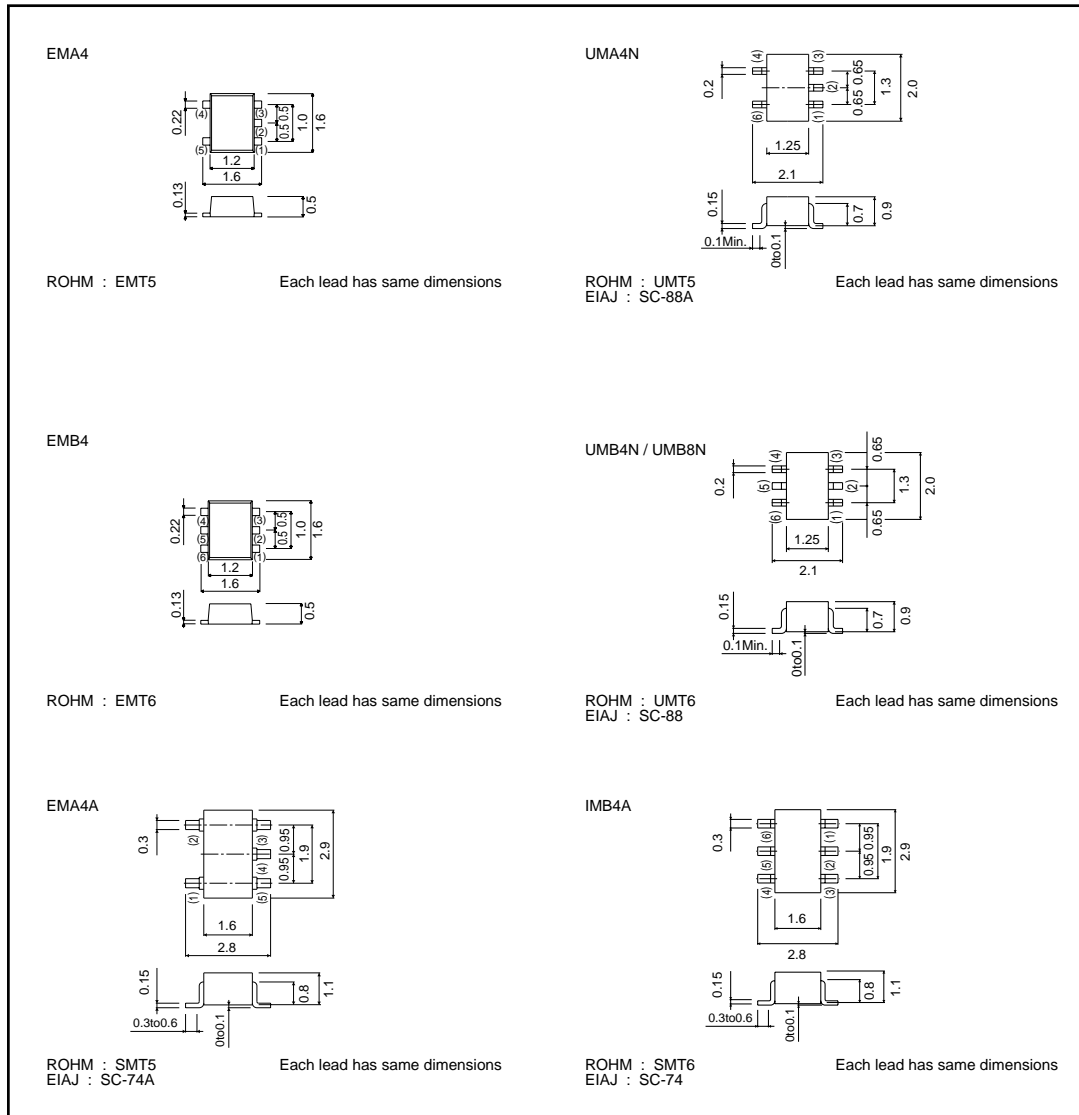 EMA4
0.22
(4)
(3)
(2)
(5)
(1)
0.5 0.5
1.0
1.6
1.2
1.6
0.13
0.5
ROHM : EMT5
Each lead has same dimensions
UMA4N
0.2
(4)
(3)
(2)
(6)
(1)
0.65
0.65
1.3
2.0
1.25
2.1
0.15
0.1Min.
0to0.1
0.7
0.9
ROHM : UMT5
EIAJ : SC-88A
Each lead has same dimensions
EMB4
0.22
(4)
(3)
(5)
(2)
(6)
(1)
0.5 0.5
1.0
1.6
1.2
1.6
0.13
0.5
ROHM : EMT6
Each lead has same dimensions
UMB4N / UMB8N
0.2
(4)
(3)
(5)
(2)
(6)
(1)
0.65
0.65
1.3
2.0
1.25
2.1
0.15
0.1Min.
0to0.1
0.7
0.9
ROHM : UMT6
EIAJ : SC-88
Each lead has same dimensions
EMA4A
0.3
(2)
(3)
(4)
(1)
(5)
0.95 0.95
1.9
2.9
1.6
2.8
0.15
0.3to0.6
0to0.1
0.8
1.1
ROHM : SMT5
EIAJ : SC-74A
Each lead has same dimensions
IMB4A
0.3
(6)
(1)
(5)
(2)
(4)
(3)
0.95 0.95
1.9
2.9
1.6
2.8
0.15
0.3to0.6
0to0.1
0.8
1.1
ROHM : SMT6
EIAJ : SC-74
Each lead has same dimensions